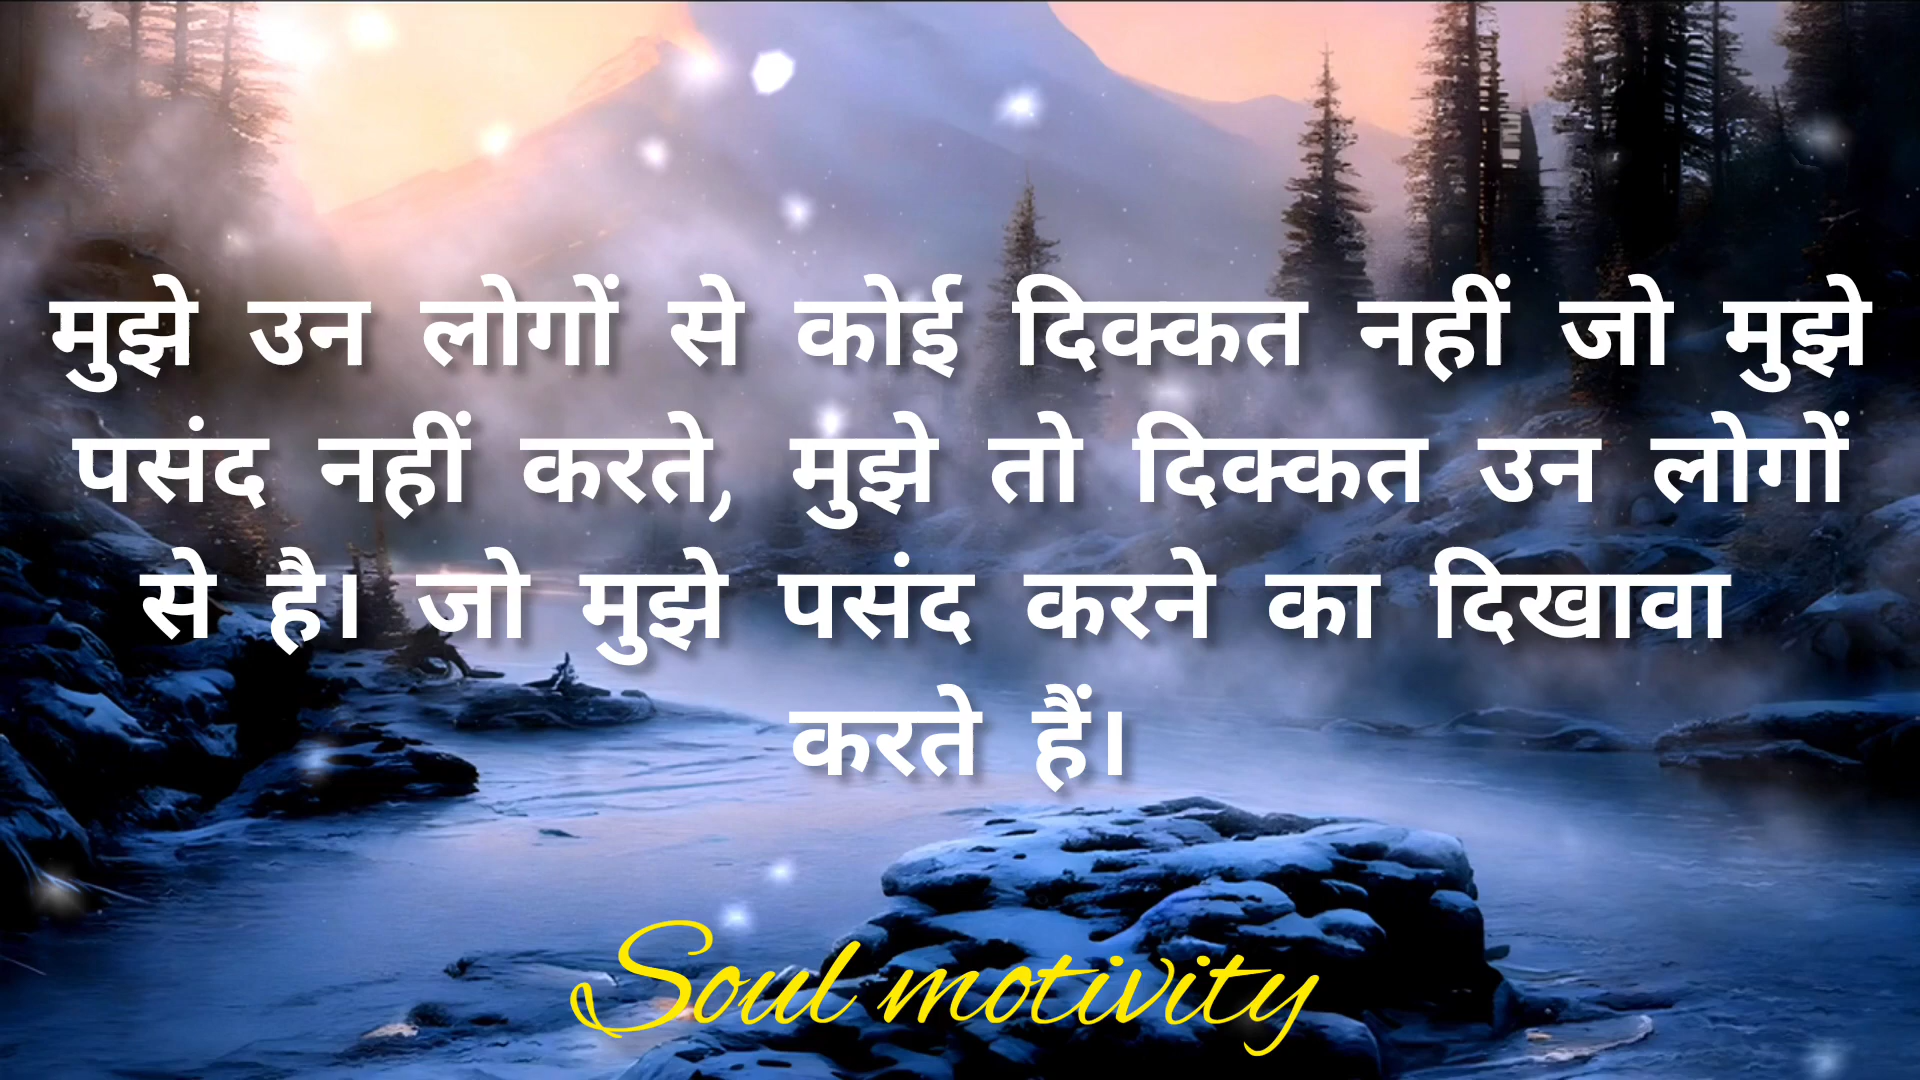 मुझे उन लोगों से कोई दिक्कत नहीं जो मुझे
पसंद नहीं करते, मुझे तो दिक्कत उन लोगों
से है। जो मुझे पसंद करने का दिखावा
करते हैं।
Soul motivity